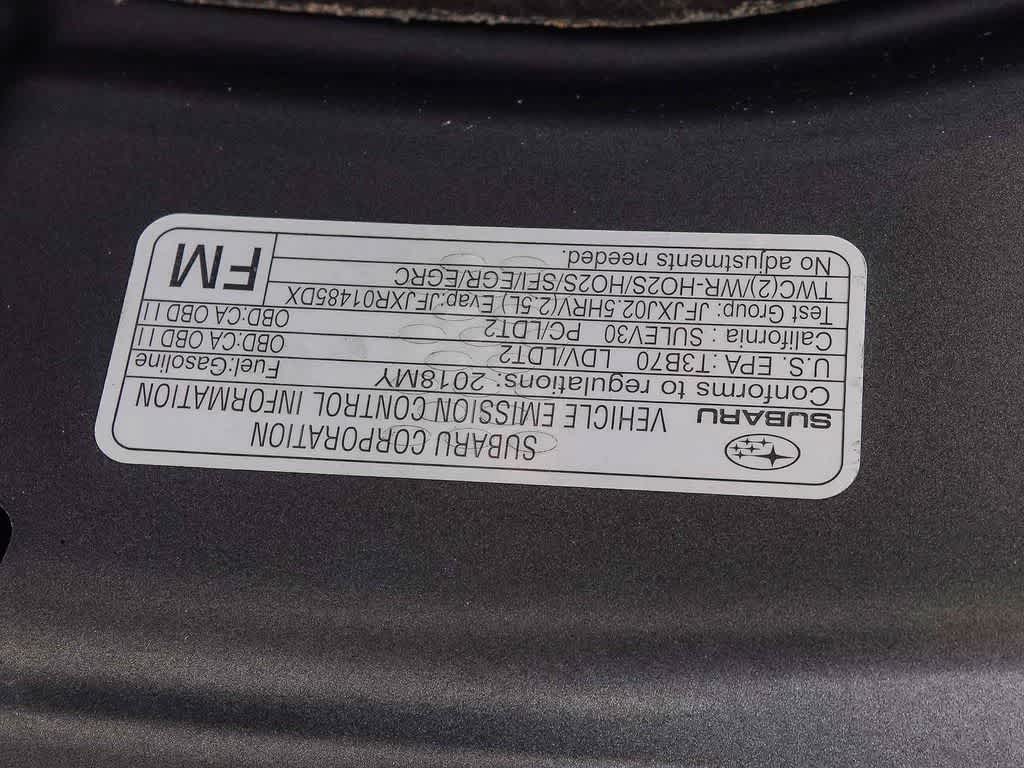 SUBARU CORPORATION
SUBARU VEHICLE EMISSION CONTROL INFORMATION
Conforms to regulations: 2018MY Fuel:Gasoline
U.S. EPA: T3B70 LDV/LDT2 OBD:CA OBD II
California : SULEV30 PC/LDT2 OBD:CA OBD II
Test Group: JFJXJ02.5HRV(2.5L) Evap:JFJXR01485DX
TWC(2)/WR-HO2S/HO2S/SFI/EGR/EGRC
No adjustments needed.
FM